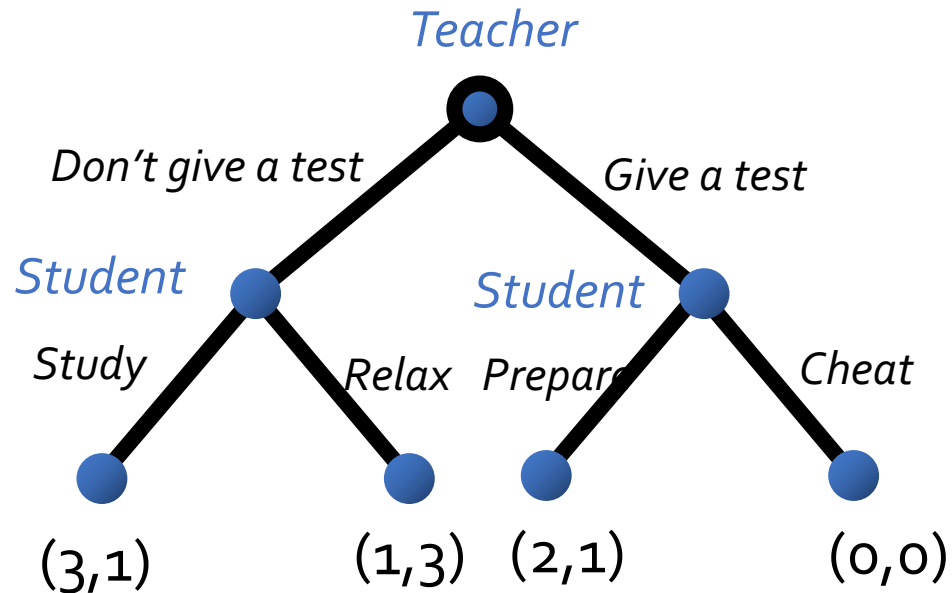 Teacher
Don't give a test
Give a test
Student
Student
Study
Relax
Prepare
Cheat
(3,1)
(1,3)
(2,1)
(0,0)